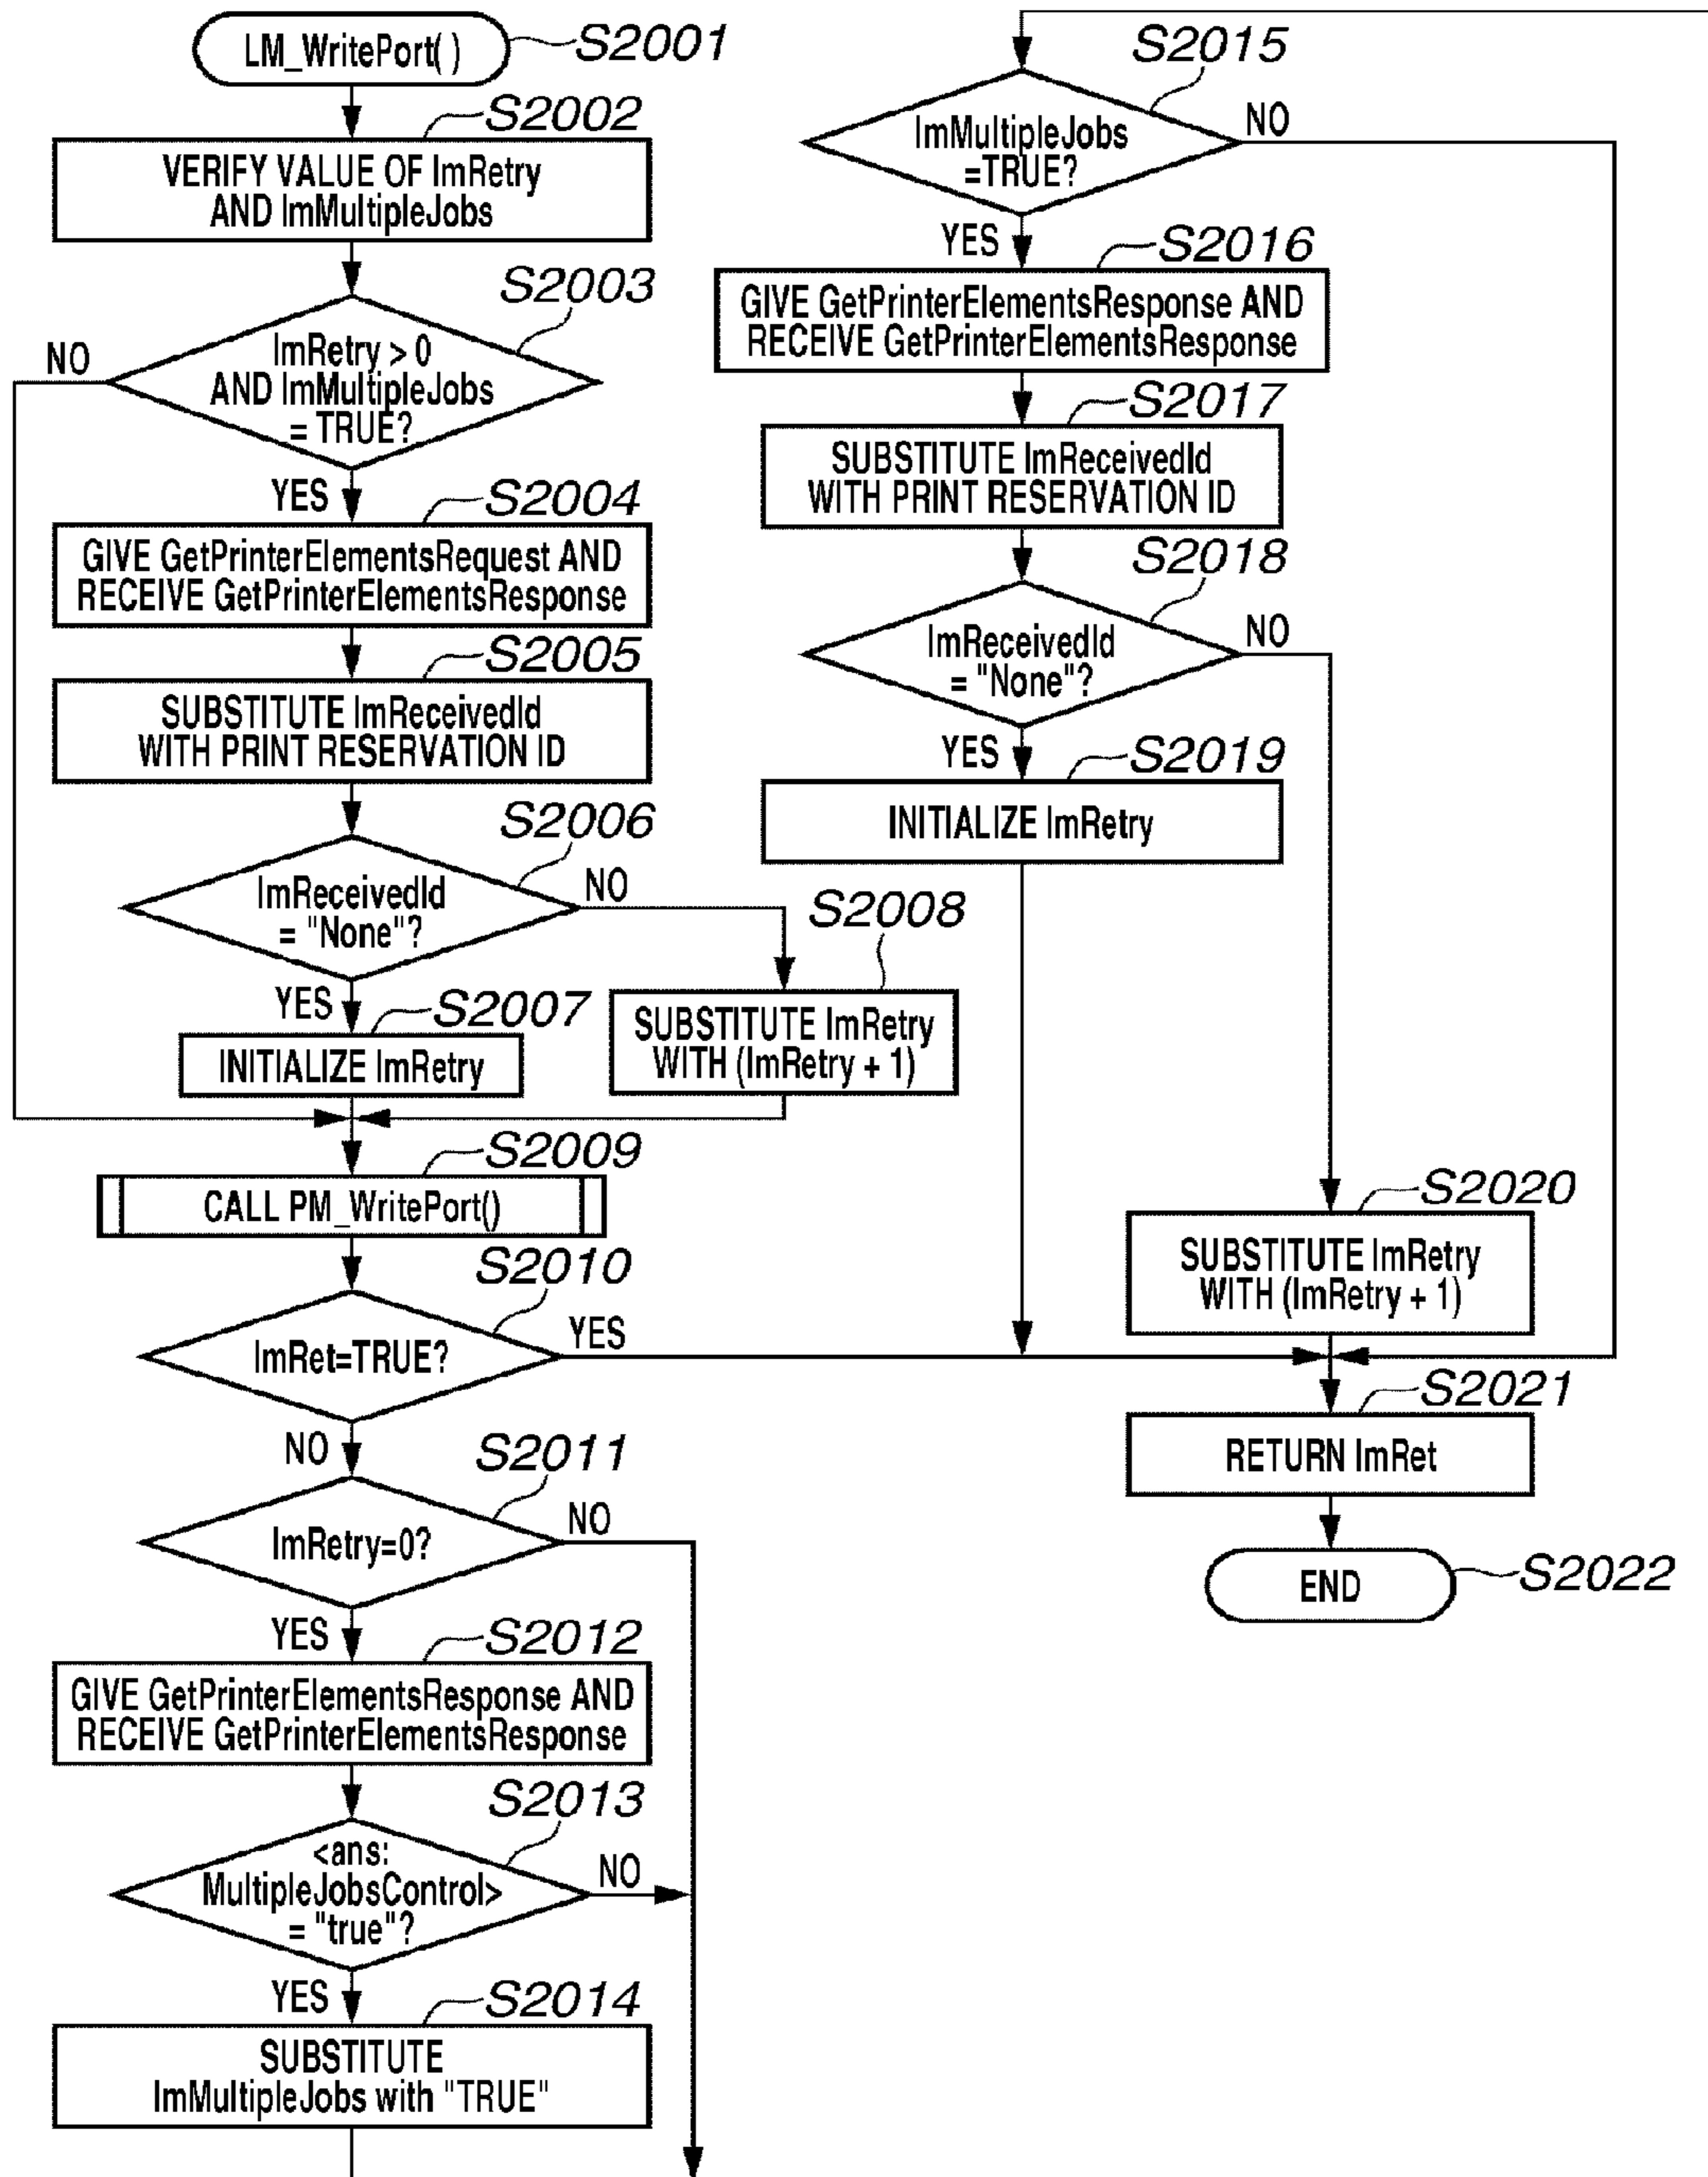 LM_WritePort( )
S2001
S2002
VERIFY VALUE OF lmRetry
AND lmMultipleJobs
S2003
lmRetry > 0
AND lmMultipleJobs
= TRUE?
NO
YES
S2004
GIVE GetPrinterElementsRequest AND
RECEIVE GetPrinterElementsResponse
S2005
SUBSTITUTE lmReceivedId
WITH PRINT RESERVATION ID
S2006
lmReceivedId
= "None"?
NO
YES
S2007
INITIALIZE lmRetry
S2008
SUBSTITUTE lmRetry
WITH (lmRetry + 1)
S2009
CALL PM_WritePort()
S2010
lmRet=TRUE?
YES
NO
S2011
lmRetry=0?
NO
YES
S2012
GIVE GetPrinterElementsResponse AND
RECEIVE GetPrinterElementsResponse
S2013
<ans:
MultipleJobsControl>
= "true"?
NO
YES
S2014
SUBSTITUTE
lmMultipleJobs with "TRUE"
S2015
lmMultipleJobs
=TRUE?
NO
YES
S2016
GIVE GetPrinterElementsResponse AND
RECEIVE GetPrinterElementsResponse
S2017
SUBSTITUTE lmReceivedId
WITH PRINT RESERVATION ID
S2018
lmReceivedId
= "None"?
NO
YES
S2019
INITIALIZE lmRetry
S2020
SUBSTITUTE lmRetry
WITH (lmRetry + 1)
S2021
RETURN lmRet
END
S2022